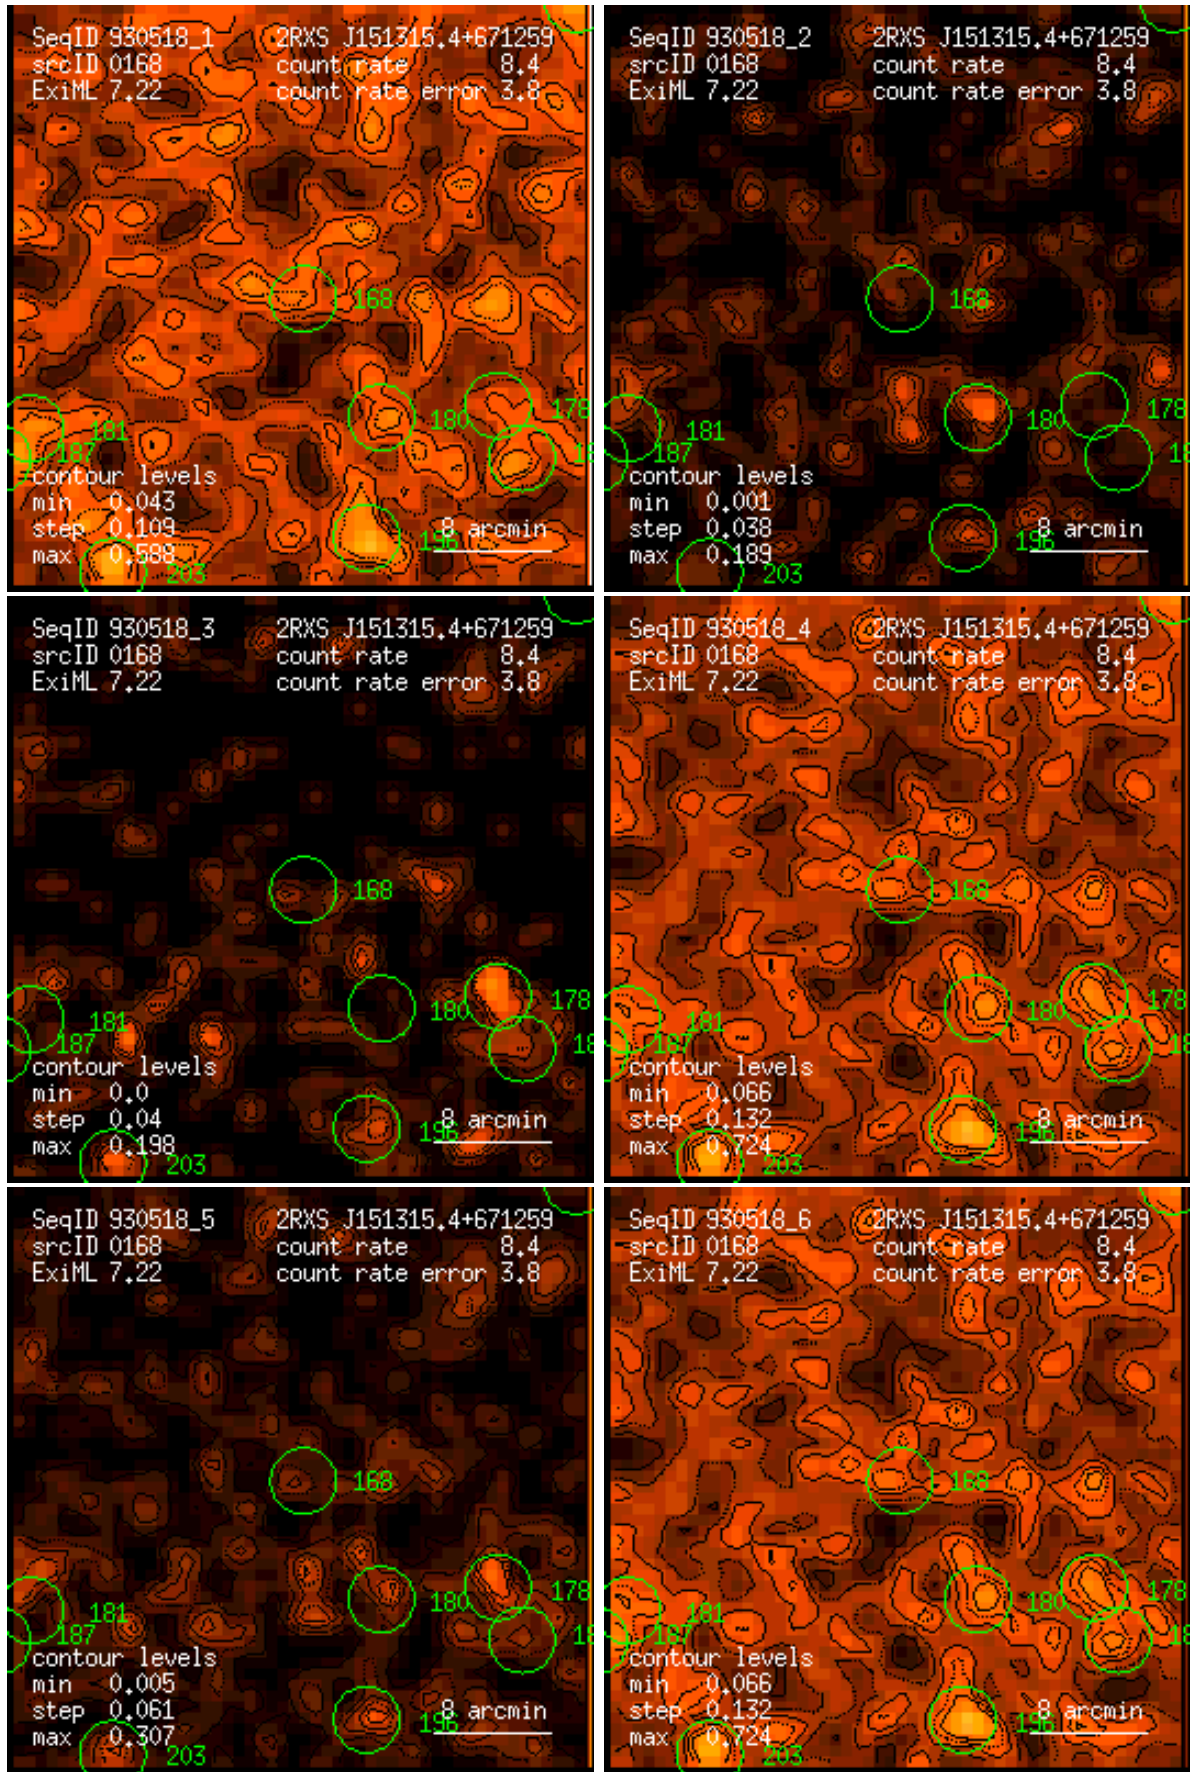 SeqID 930518_1 2RXS J151315.4+671259
srcID 0168 count rate 8.4
ExiML 7.22 count rate error 3.8
168
180
178
181
187
18
contour levels
min 0.043
step 0.109
max 0.588
196
8 arcmin
203
SeqID 930518_2 2RXS J151315.4+671259
srcID 0168 count rate 8.4
ExiML 7.22 count rate error 3.8
168
180
178
181
187
18
contour levels
min 0.001
step 0.038
max 0.189
196
8 arcmin
203
SeqID 930518_3 2RXS J151315.4+671259
srcID 0168 count rate 8.4
ExiML 7.22 count rate error 3.8
168
180
178
181
187
18
contour levels
min 0.0
step 0.04
max 0.198
196
8 arcmin
203
SeqID 930518_4 2RXS J151315.4+671259
srcID 0168 count rate 8.4
ExiML 7.22 count rate error 3.8
168
180
178
181
187
18
contour levels
min 0.066
step 0.132
max 0.724
196
8 arcmin
203
SeqID 930518_5 2RXS J151315.4+671259
srcID 0168 count rate 8.4
ExiML 7.22 count rate error 3.8
168
180
178
181
187
18
contour levels
min 0.005
step 0.061
max 0.307
196
8 arcmin
203
SeqID 930518_6 2RXS J151315.4+671259
srcID 0168 count rate 8.4
ExiML 7.22 count rate error 3.8
168
180
178
181
187
18
contour levels
min 0.066
step 0.132
max 0.724
196
8 arcmin
203